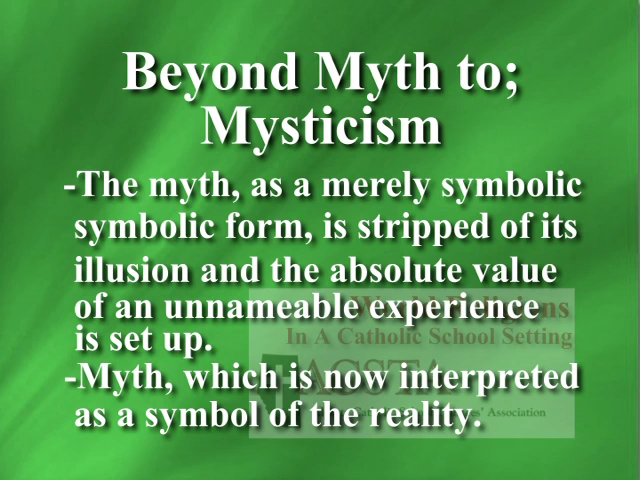 Beyond Myth to;
Mysticism
-The myth, as a merely symbolic
symbolic form, is stripped of its
illusion and the absolute value
of an unnameable experience
is set up.
-Myth, which is now interpreted
as a symbol of the reality.
In A Catholic School Setting
ACSTA
Association